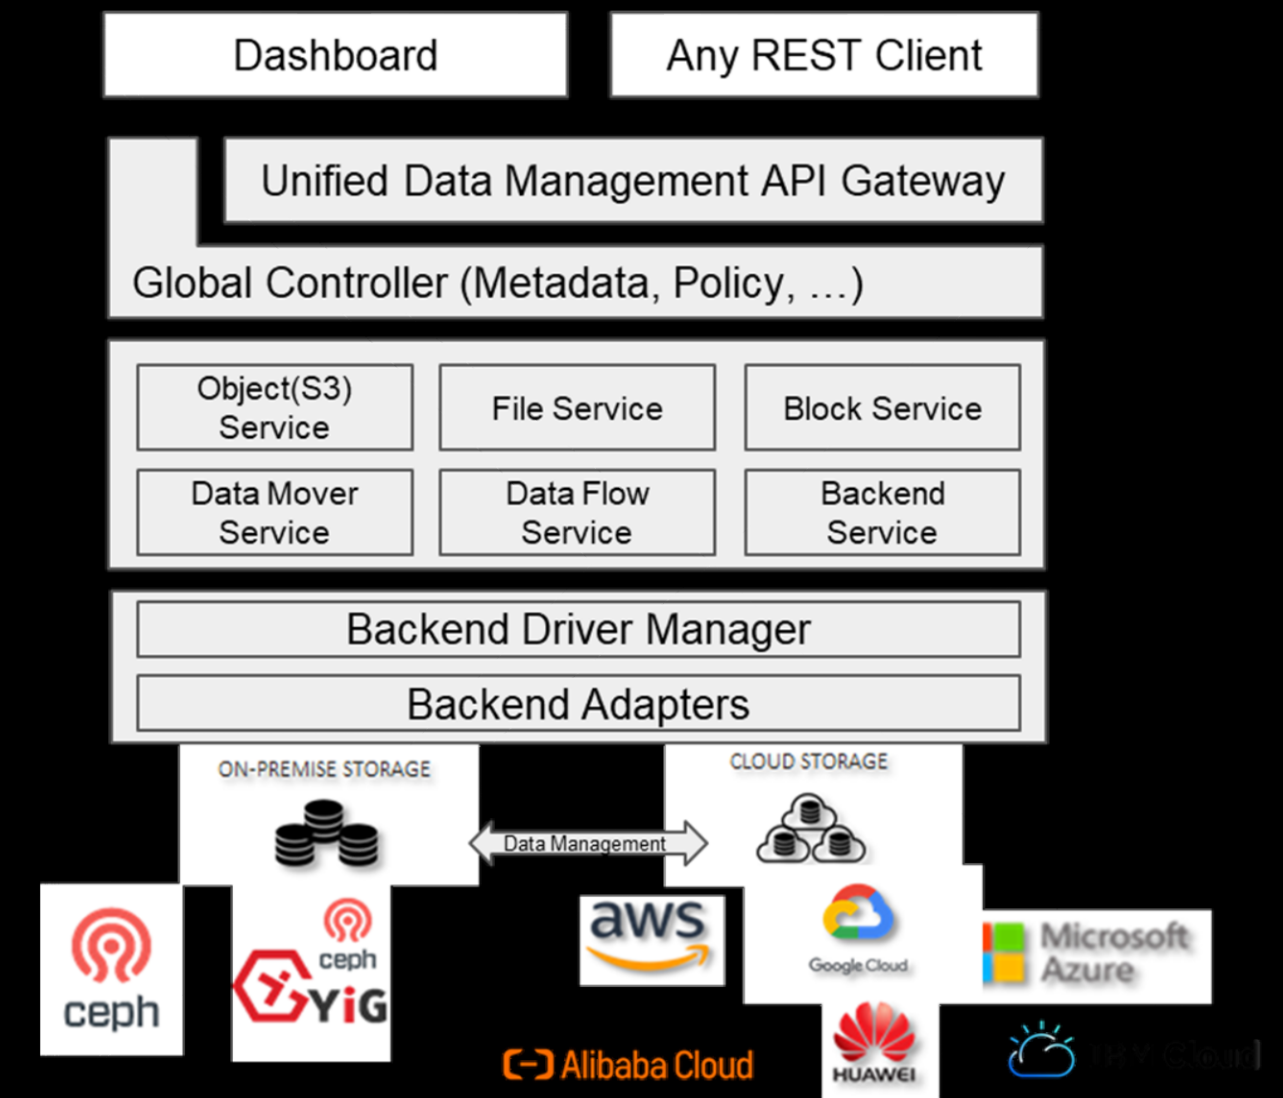 Dashboard
Any REST Client
Unified Data Management API Gateway
Global Controller (Metadata, Policy, ...)
Object(S3)
Service
File Service
Block Service
Data Mover
Service
Data Flow
Service
Backend
Service
Backend Driver Manager
Backend Adapters
ON-PREMISE STORAGE
CLOUD STORAGE
Data Management
ceph
ceph
YiG
aws
Google Cloud
Microsoft
Azure
Alibaba Cloud
HUAWEI
IBM Cloud